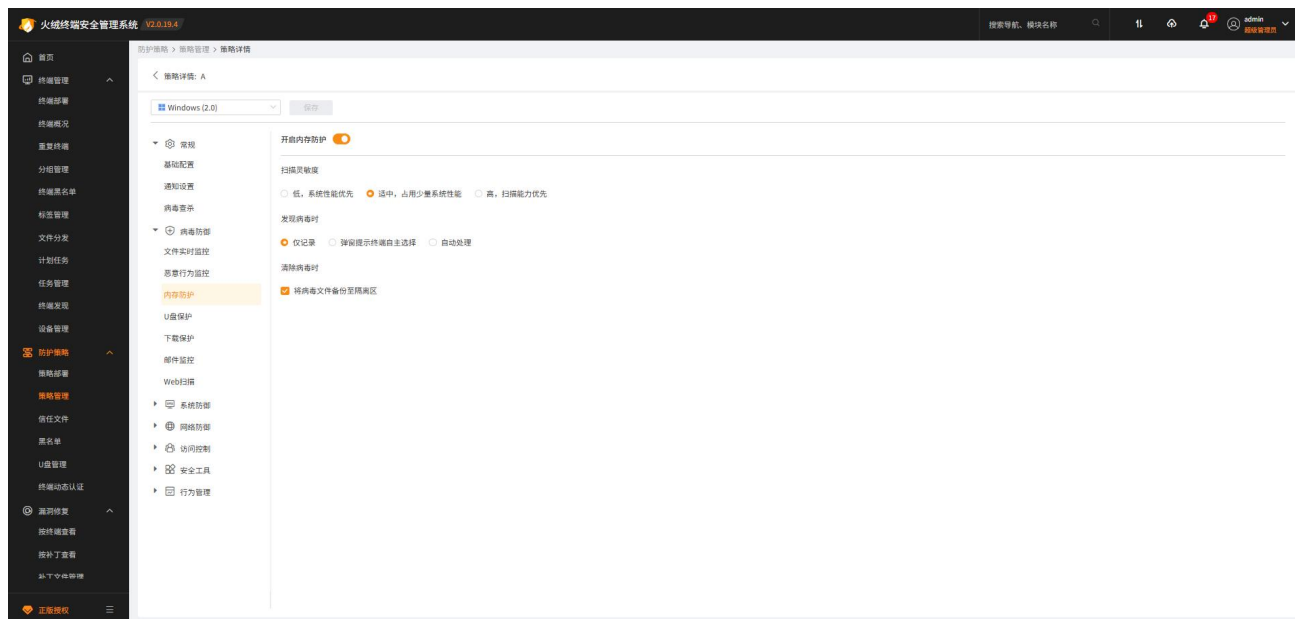 火绒终端安全管理系统 V2.0.19.4
搜索导航、模块名称
17
admin
超级管理员
首页
终端管理
终端部署
终端概况
重复终端
分组管理
终端黑名单
标签管理
文件分发
计划任务
任务管理
终端发现
设备管理
防护策略
策略部署
策略管理
信任文件
黑名单
U盘管理
终端动态认证
漏洞修复
按终端查看
按补丁查看
补丁文件管理
正版授权
防护策略 > 策略管理 > 策略详情
策略详情: A
Windows (2.0)
保存
常规
基础配置
通知设置
病毒查杀
病毒防御
文件实时监控
恶意行为监控
内存防护
U盘保护
下载保护
邮件监控
Web扫描
系统防御
网络防御
访问控制
安全工具
行为管理
开启内存防护
扫描灵敏度
低，系统性能优先 适中，占用少量系统性能 高，扫描能力优先
发现病毒时
仅记录 弹窗提示终端自主选择 自动处理
清除病毒时
将病毒文件备份至隔离区